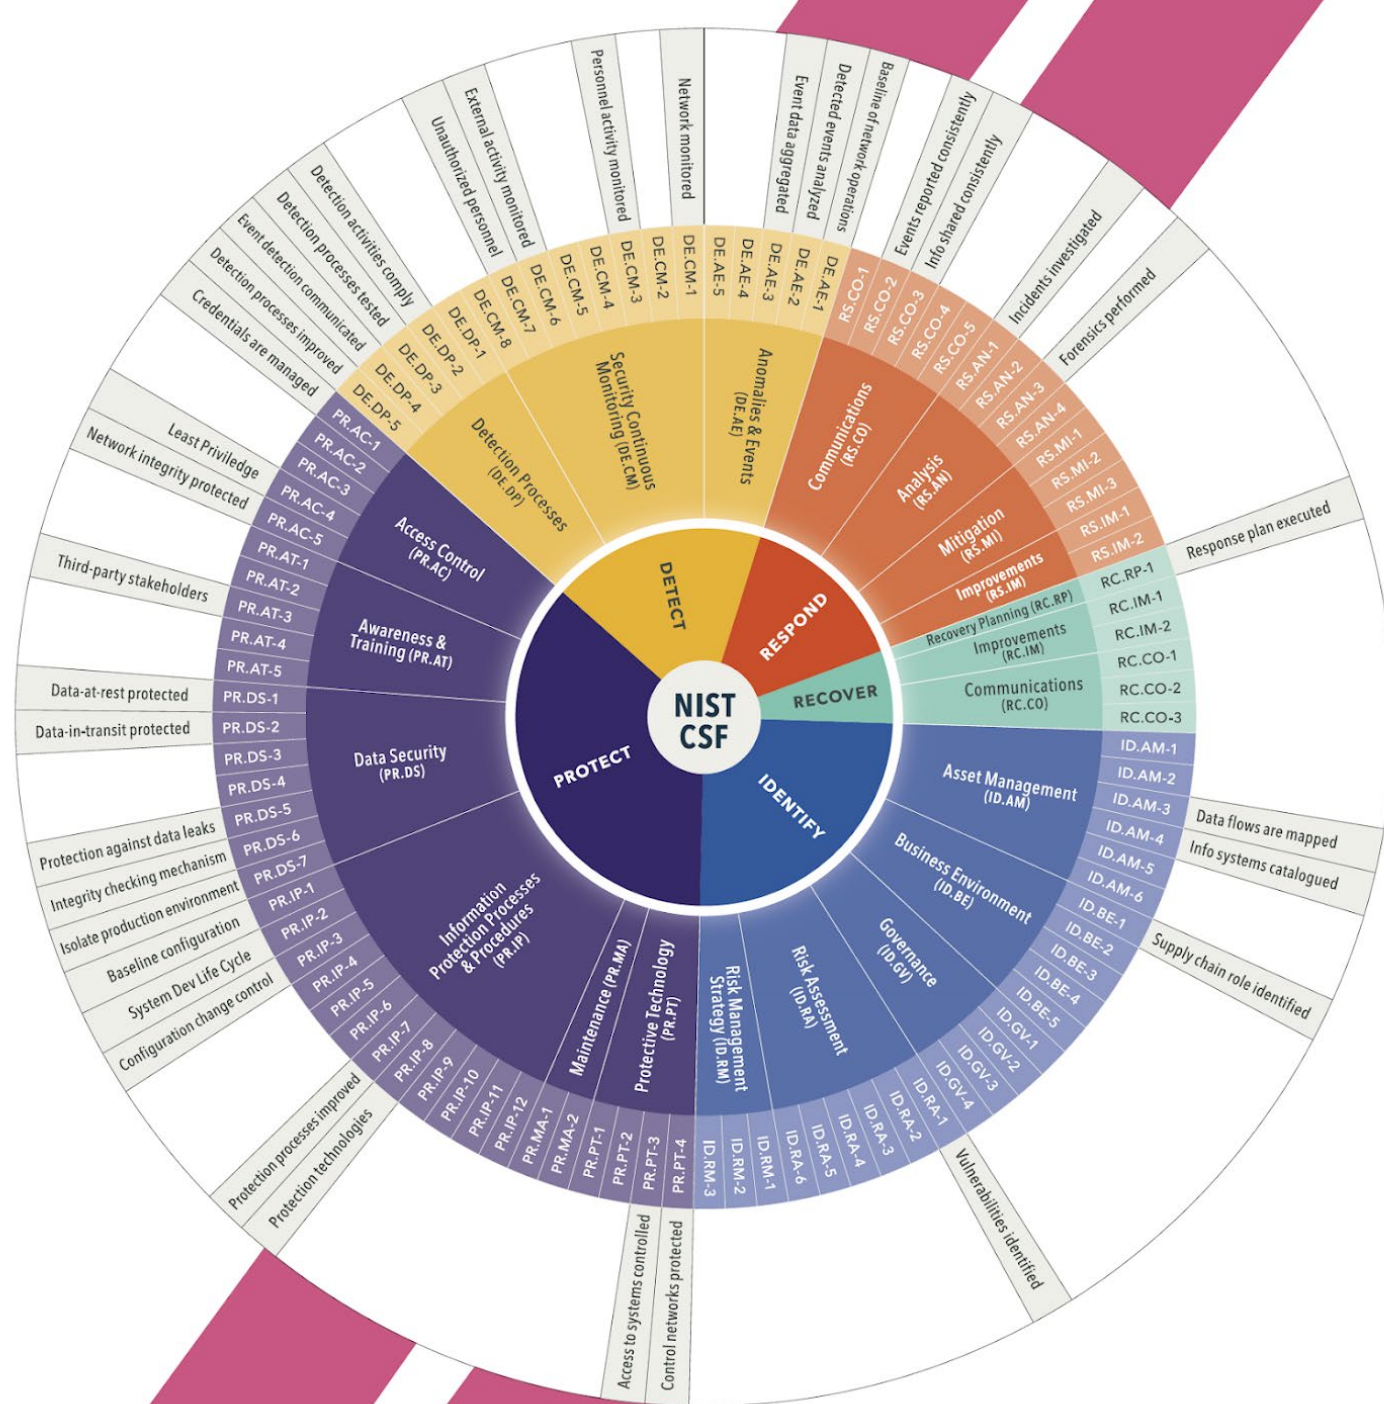 NIST
CSF
DETECT
RESPOND
RECOVER
IDENTIFY
PROTECT
Anomalies & Events
(DE.AE)
Communications
(RS.CO)
Analysis
(RS.AN)
Mitigation
(RS.MI)
Improvements
(RS.IM)
Recovery Planning (RC.RP)
Improvements
(RC.IM)
Communications
(RC.CO)
Asset Management
(ID.AM)
Business Environment
(ID.BE)
Governance
(ID.GV)
Risk Assessment
(ID.RA)
Risk Management
Strategy (ID.RM)
Protective Technology
(PR.PT)
Maintenance (PR.MA)
Information
Protection Processes
& Procedures
(PR.IP)
Data Security
(PR.DS)
Awareness &
Training (PR.AT)
Access Control
(PR.AC)
Detection Processes
(DE.DP)
Security Continuous
Monitoring (DE.CM)
DE.AE-5
DE.AE-4
DE.AE-3
DE.AE-2
DE.AE-1
RS.CO-1
RS.CO-2
RS.CO-3
RS.CO-4
RS.CO-5
RS.AN-1
RS.AN-2
RS.AN-3
RS.AN-4
RS.MI-1
RS.MI-2
RS.MI-3
RS.IM-1
RS.IM-2
RC.RP-1
RC.IM-1
RC.IM-2
RC.CO-1
RC.CO-2
RC.CO-3
ID.AM-1
ID.AM-2
ID.AM-3
ID.AM-4
ID.AM-5
ID.AM-6
ID.BE-1
ID.BE-2
ID.BE-3
ID.BE-4
ID.BE-5
ID.GV-1
ID.GV-2
ID.GV-3
ID.GV-4
ID.RA-1
ID.RA-2
ID.RA-3
ID.RA-4
ID.RA-5
ID.RA-6
ID.RM-1
ID.RM-2
ID.RM-3
PR.PT-4
PR.PT-3
PR.PT-2
PR.PT-1
PR.MA-2
PR.MA-1
PR.IP-12
PR.IP-11
PR.IP-10
PR.IP-9
PR.IP-8
PR.IP-7
PR.IP-6
PR.IP-5
PR.IP-4
PR.IP-3
PR.IP-2
PR.IP-1
PR.DS-7
PR.DS-6
PR.DS-5
PR.DS-4
PR.DS-3
PR.DS-2
PR.DS-1
PR.AT-5
PR.AT-4
PR.AT-3
PR.AT-2
PR.AT-1
PR.AC-5
PR.AC-4
PR.AC-3
PR.AC-2
PR.AC-1
DE.DP-5
DE.DP-4
DE.DP-3
DE.DP-2
DE.DP-1
DE.CM-8
DE.CM-7
DE.CM-6
DE.CM-5
DE.CM-4
DE.CM-3
DE.CM-2
DE.CM-1
Event data aggregated
Detected events analyzed
Baseline of network operations
Events reported consistently
Info shared consistently
Incidents investigated
Forensics performed
Response plan executed
Data flows are mapped
Info systems catalogued
Supply chain role identified
Vulnerabilities identified
Control networks protected
Access to systems controlled
Protection technologies
Protection processes improved
Configuration change control
System Dev Life Cycle
Baseline configuration
Isolate production environment
Integrity checking mechanism
Protection against data leaks
Data-in-transit protected
Data-at-rest protected
Third-party stakeholders
Network integrity protected
Least Priviledge
Credentials are managed
Detection processes improved
Event detection communicated
Detection processes tested
Detection activities comply
Unauthorized personnel
External activity monitored
Personnel activity monitored
Network monitored